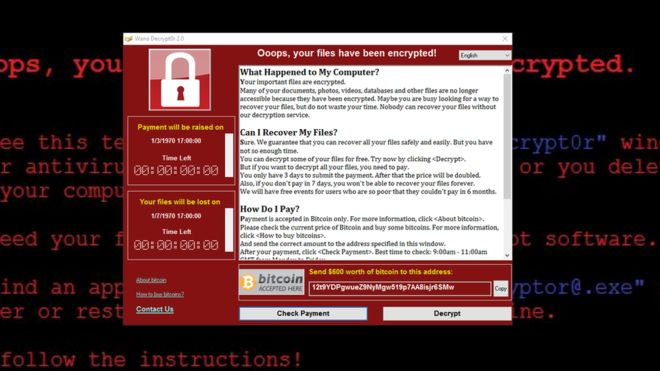 Wana Decrypt0r 2.0
Ooops, your files have been encrypted!
English
What Happened to My Computer?
Your important files are encrypted.
Many of your documents, photos, videos, databases and other files are no longer
accessible because they have been encrypted. Maybe you are busy looking for a way to
recover your files, but do not waste your time. Nobody can recover your files without
our decryption service.
Can I Recover My Files?
Sure. We guarantee that you can recover all your files safely and easily. But you have
not so enough time.
You can decrypt some of your files for free. Try now by clicking <Decrypt>.
But if you want to decrypt all your files, you need to pay.
You only have 3 days to submit the payment. After that the price will be doubled.
Also, if you don't pay in 7 days, you won't be able to recover your files forever.
We will have free events for users who are so poor that they couldn't pay in 6 months.
How Do I Pay?
Payment is accepted in Bitcoin only. For more information, click <About bitcoin>.
Please check the current price of Bitcoin and buy some bitcoins. For more information,
click <How to buy bitcoins>.
And send the correct amount to the address specified in this window.
After your payment, click <Check Payment>. Best time to check: 9:00am - 11:00am
GMT from Monday to Friday.
Payment will be raised on
1/3/1970 17:00:00
Time Left
00:00:00:00
Your files will be lost on
1/7/1970 17:00:00
Time Left
00:00:00:00
About bitcoin
How to buy bitcoins?
Contact Us
bitcoin
ACCEPTED HERE
Send $600 worth of bitcoin to this address:
12t9YDPgwueZ9NyMgw519p7AA8isjr6SMw
Copy
Check Payment
Decrypt
ops, you
crypted.
see this te
crypt0r" win
r antivir
or you dele
your compu
eed your f
ot software.
ind an app
ryptor@.exe"
er or rest
ine.
follow the instructions!